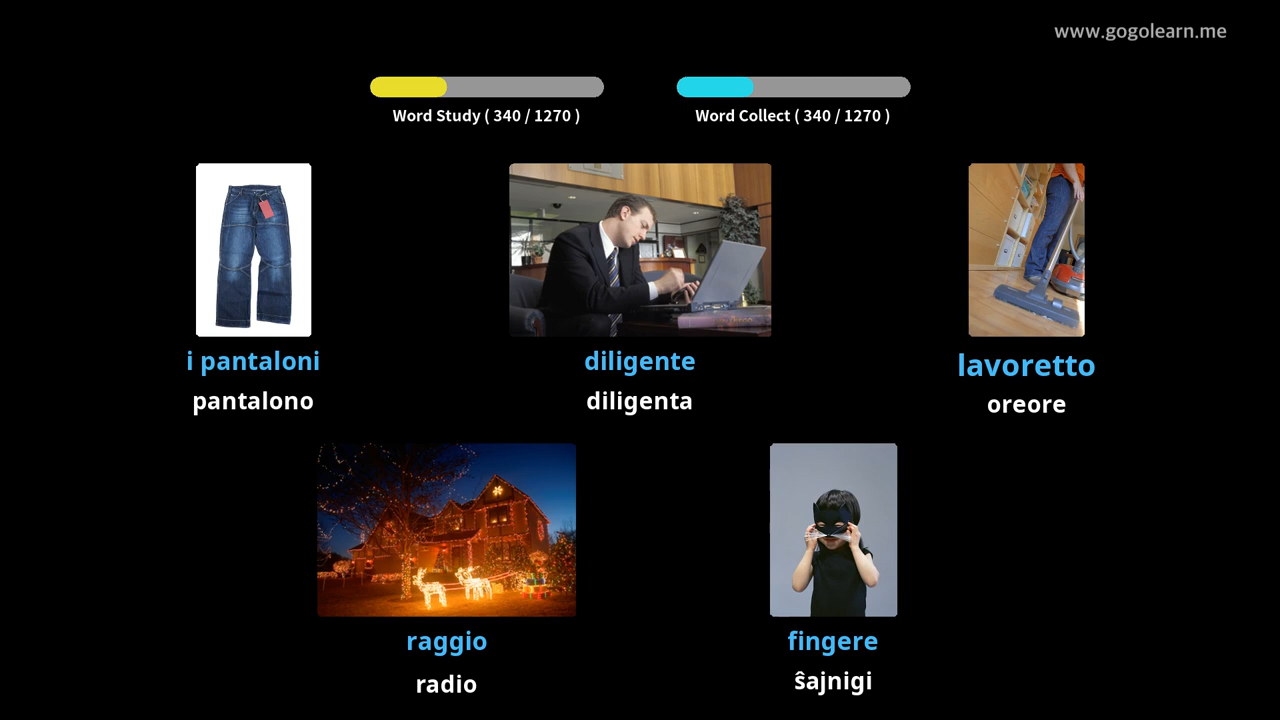 www.gogolearn.me
Word Study ( 340 / 1270 )
Word Collect ( 340 / 1270 )
i pantaloni
diligente
lavoretto
pantalono
diligenta
oreore
raggio
fingere
radio
ŝajnigi